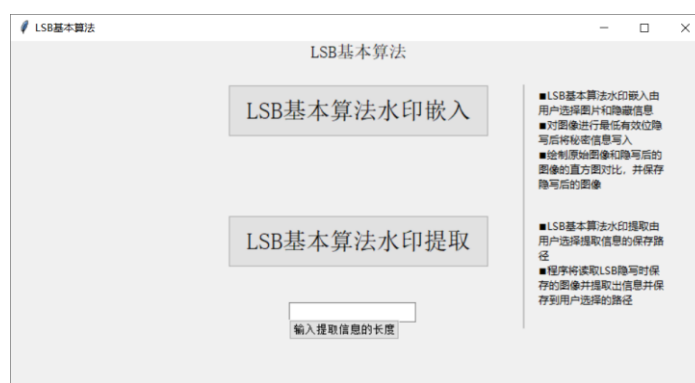 LSB基本算法
LSB基本算法
LSB基本算法水印嵌入
■LSB基本算法水印嵌入由
用户选择图片和隐蔽信息
■对图像进行最低有效位隐
写后将秘密信息写入
■绘制原始图像和隐写后的
图像的直方图对比，并保存
隐写后的图像
LSB基本算法水印提取
■LSB基本算法水印提取由
用户选择提取信息的保存路
径
■程序将读取LSB隐写时保
存的图像并提取出信息并保
存到用户选择的路径
输入提取信息的长度